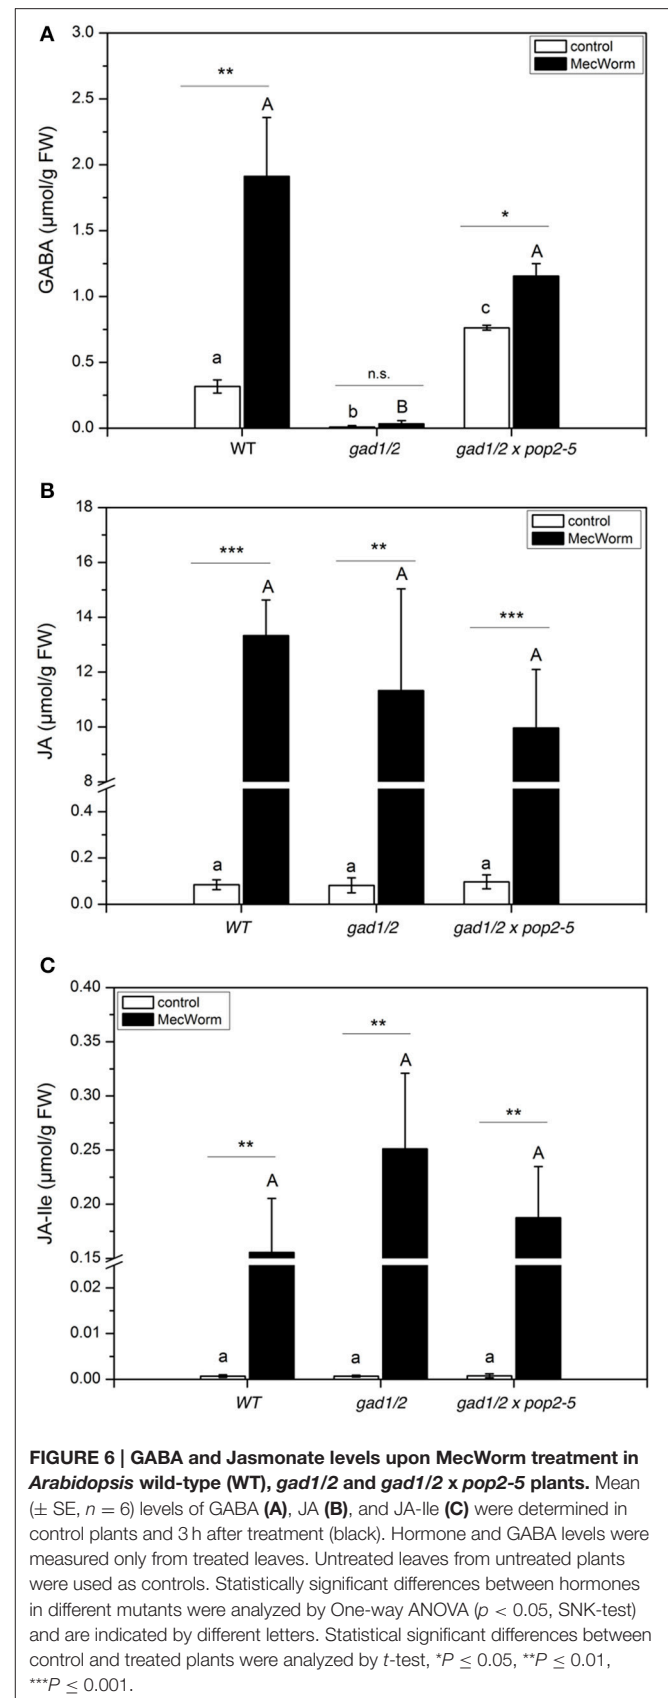 A
3.0
2.5
2.0
1.5
1.0
0.5
0.0
GABA (µmol/g FW)
control
MecWorm
**
A
a
n.s.
b
B
*
c
A
WT
gad1/2
gad1/2 x pop2-5
B
18
16
14
12
10
8
0.4
0.2
0.0
JA (µmol/g FW)
control
MecWorm
***
A
a
**
A
a
***
A
a
WT
gad1/2
gad1/2 x pop2-5
C
0.40
0.35
0.30
0.25
0.20
0.15
0.02
0.01
0.00
JA-Ile (µmol/g FW)
control
MecWorm
**
A
a
**
A
a
**
A
a
WT
gad1/2
gad1/2 x pop2-5
FIGURE 6 | GABA and Jasmonate levels upon MecWorm treatment in
Arabidopsis wild-type (WT), gad1/2 and gad1/2 x pop2-5 plants. Mean
(± SE, n = 6) levels of GABA (A), JA (B), and JA-Ile (C) were determined in
control plants and 3 h after treatment (black). Hormone and GABA levels were
measured only from treated leaves. Untreated leaves from untreated plants
were used as controls. Statistically significant differences between hormones
in different mutants were analyzed by One-way ANOVA (p < 0.05, SNK-test)
and are indicated by different letters. Statistical significant differences between
control and treated plants were analyzed by t-test, *P ≤ 0.05, **P ≤ 0.01,
***P ≤ 0.001.